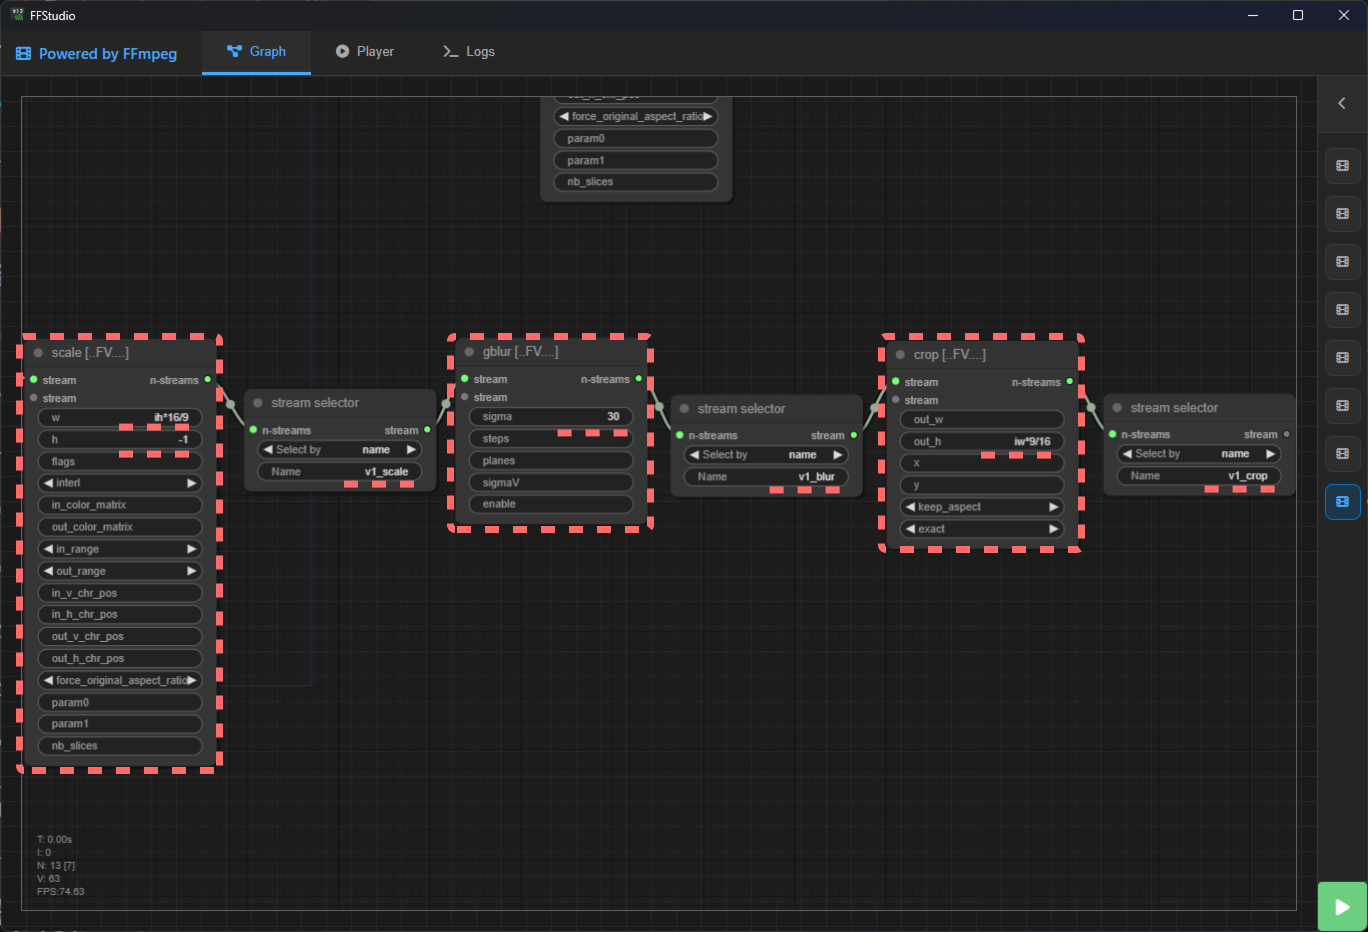 FFStudio
Powered by FFmpeg
Graph
Player
Logs
force_original_aspect_ratio
param0
param1
nb_slices
scale [..FV....]
stream
n-streams
stream
w
ih*16/9
h
-1
flags
interl
in_color_matrix
out_color_matrix
in_range
out_range
in_v_chr_pos
in_h_chr_pos
out_v_chr_pos
out_h_chr_pos
force_original_aspect_ratio
param0
param1
nb_slices
stream selector
n-streams
stream
Select by
name
Name
v1_scale
gblur [..FV....]
stream
n-streams
stream
sigma
30
steps
planes
sigmaV
enable
stream selector
n-streams
stream
Select by
name
Name
v1_blur
crop [..FV....]
stream
n-streams
stream
out_w
out_h
iw*9/16
x
y
keep_aspect
exact
stream selector
n-streams
stream
Select by
name
Name
v1_crop
T: 0.00s
I: 0
N: 13 [7]
V: 63
FPS:74.63